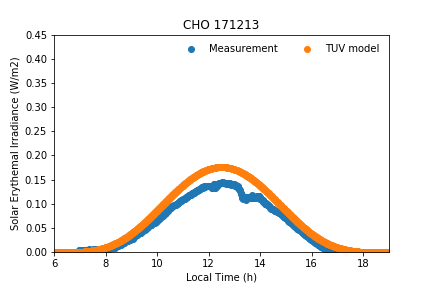 CHO 171213
Measurement TUV model
0.45
0.40
0.35
0.30
0.25
0.20
0.15
0.10
0.05
0.00
Solar Erythemal Irradiance (W/m2)
6 8 10 12 14 16 18
Local Time (h)